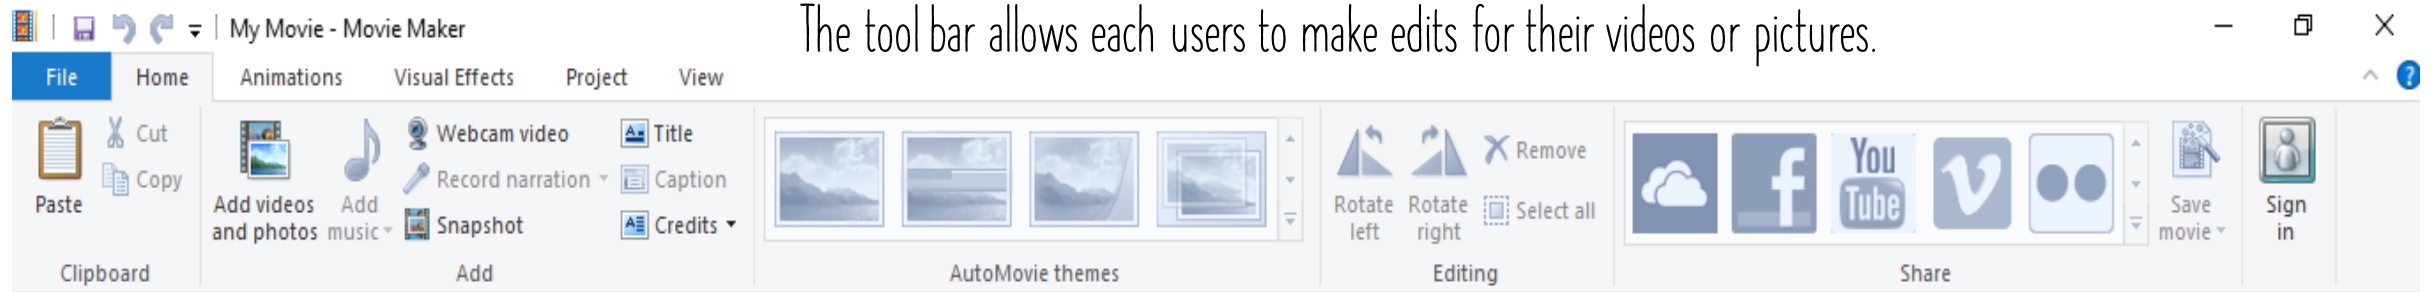 My Movie - Movie Maker
The tool bar allows each users to make edits for their videos or pictures.
File Home Animations Visual Effects Project View
?
Paste
Cut
Copy
Clipboard
Add videos
and photos
Add
music
Webcam video
Record narration
Snapshot
Title
Caption
Credits
Add
AutoMovie themes
Rotate
left
Rotate
right
Remove
Select all
Editing
f
You
Tube
V
Share
Save
movie
Sign
in